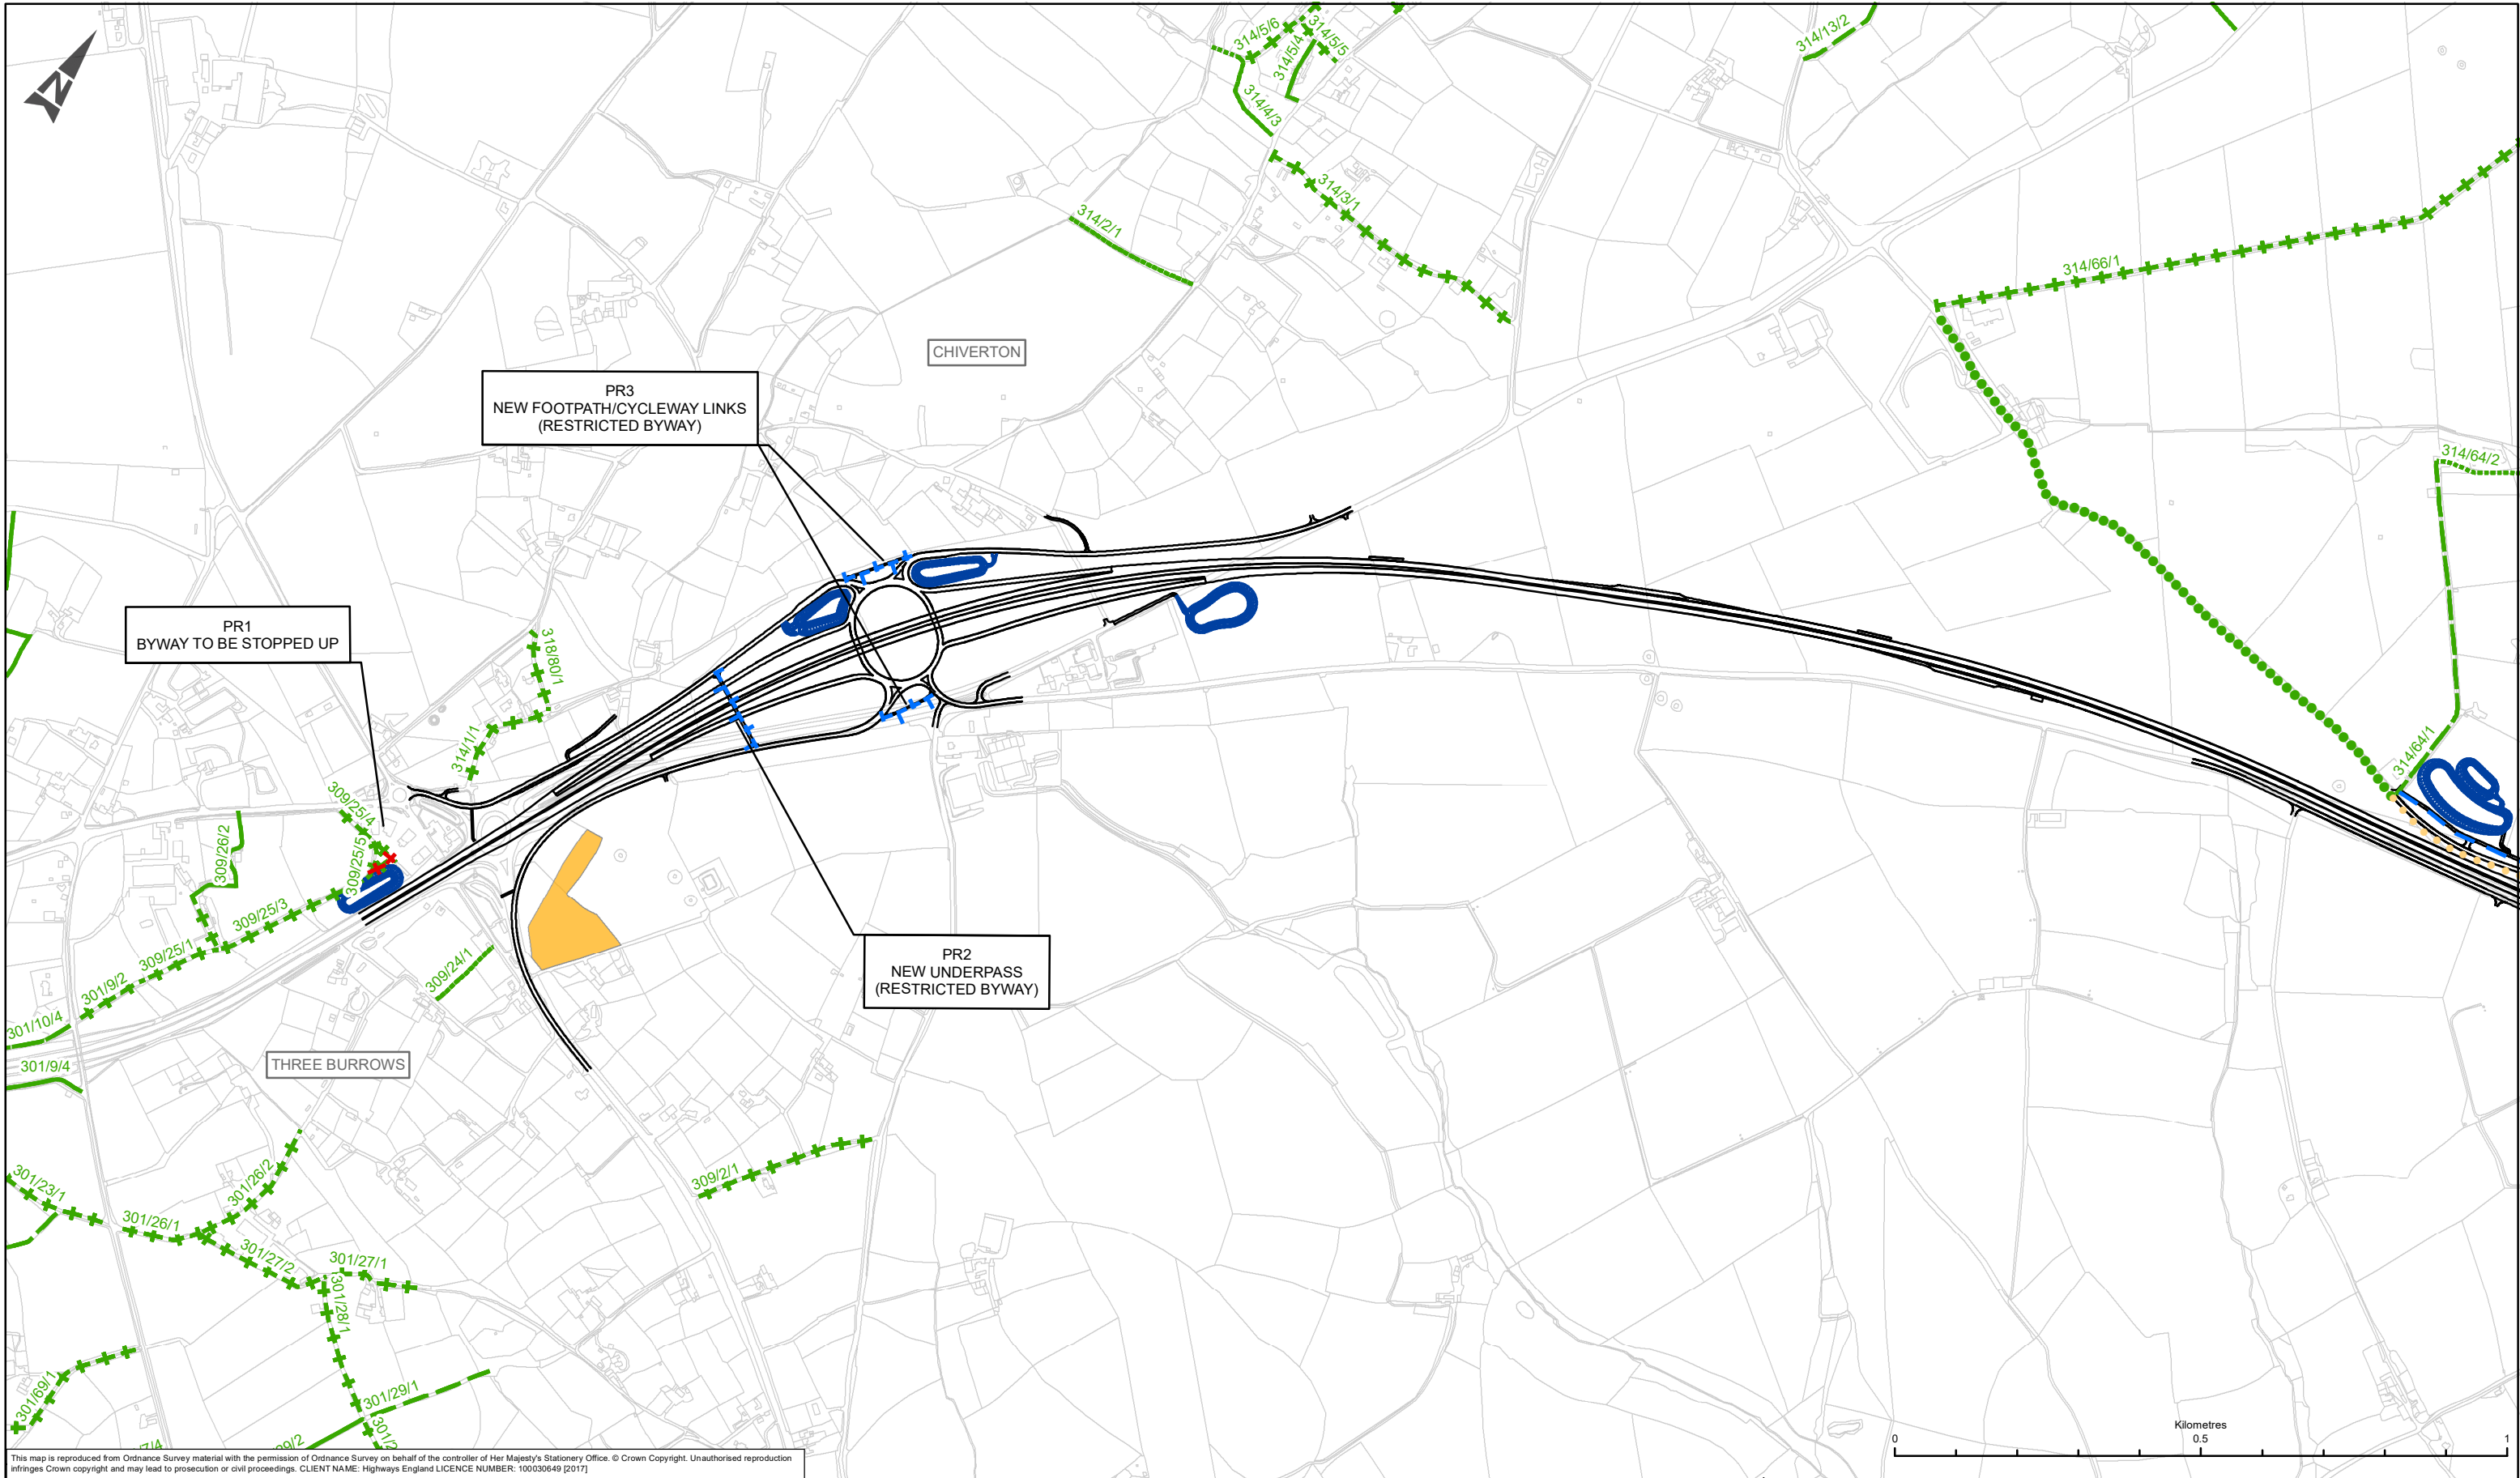 N
314/5/6
314/5/5
314/5/4
314/4/3
314/13/2
314/3/1
314/2/1
314/66/1
CHIVERTON
PR3
NEW FOOTPATH/CYCLEWAY LINKS
(RESTRICTED BYWAY)
314/64/2
PR1
BYWAY TO BE STOPPED UP
318/80/1
314/1/1
314/64/1
309/25/4
309/26/2
309/25/5
309/25/3
309/25/1
309/24/1
301/9/2
301/10/4
301/9/4
PR2
NEW UNDERPASS
(RESTRICTED BYWAY)
THREE BURROWS
309/2/1
301/23/1
301/26/2
301/26/1
301/27/2
301/27/1
301/28/1
301/69/1
301/29/1
Kilometres
0 0.5 1
This map is reproduced from Ordnance Survey material with the permission of Ordnance Survey on behalf of the controller of Her Majesty's Stationery Office. © Crown Copyright. Unauthorised reproduction
infringes Crown copyright and may lead to prosecution or civil proceedings. CLIENT NAME: Highways England LICENCE NUMBER: 100030649 [2017]